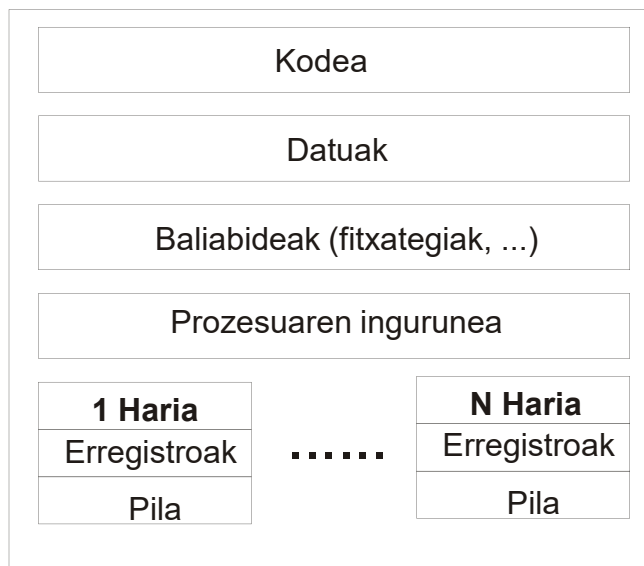 Kodea
Datuak
Baliabideak (fitxategiak, ...)
Prozesuaren ingurunea
1 Haria
Erregistroak
Pila
......
N Haria
Erregistroak
Pila